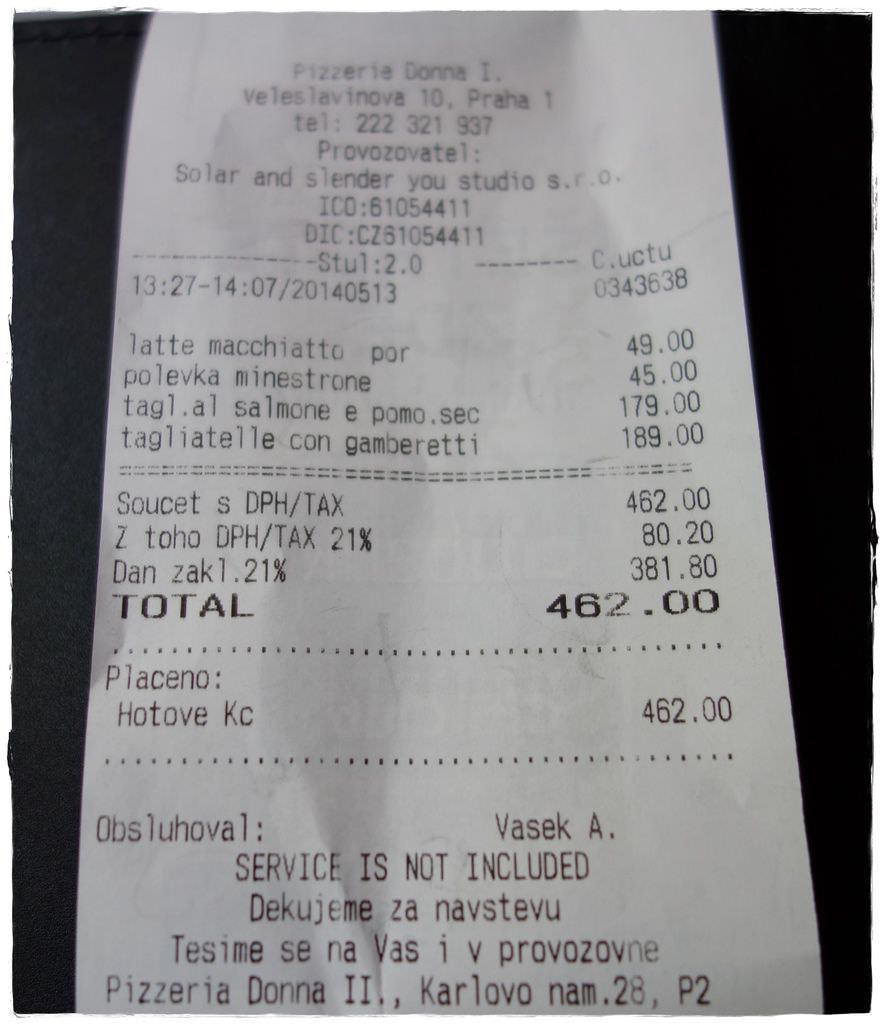 Pizzeria Donna I.
Veleslavinova 10, Praha 1
tel: 222 321 937
Provozovatel:
Solar and slender you studio s.r.o.
ICO:61054411
DIC:CZ61054411
--------------Stul:2.0 -------- C.uctu
13:27-14:07/20140513 0343638
latte macchiatto por 49.00
polevka minestrone 45.00
tagl.al salmone e pomo.sec 179.00
tagliatelle con gamberetti 189.00
================================================
Soucet s DPH/TAX 462.00
Z toho DPH/TAX 21% 80.20
Dan zakl.21% 381.80
TOTAL 462.00
................................................
Placeno:
Hotove Kc 462.00
................................................
Obsluhoval: Vasek A.
SERVICE IS NOT INCLUDED
Dekujeme za navstevu
Tesime se na Vas i v provozovne
Pizzeria Donna II., Karlovo nam.28, P2